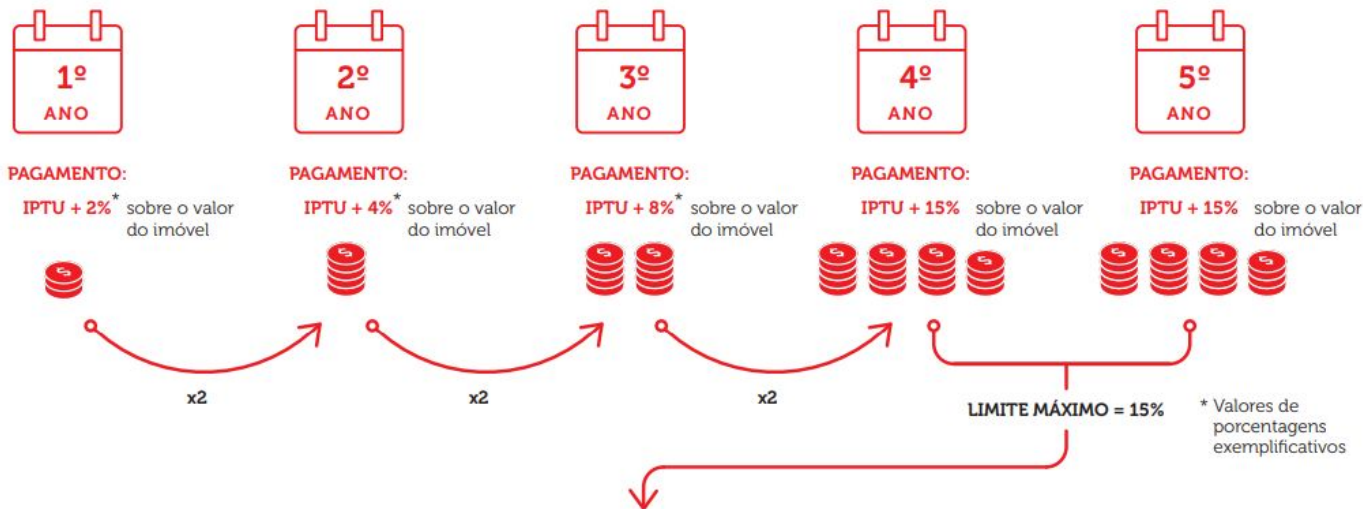 1º
ANO
2º
ANO
3º
ANO
4º
ANO
5º
ANO
PAGAMENTO:
IPTU + 2%* sobre o valor
do imóvel
PAGAMENTO:
IPTU + 4%* sobre o valor
do imóvel
PAGAMENTO:
IPTU + 8%* sobre o valor
do imóvel
PAGAMENTO:
IPTU + 15% sobre o valor
do imóvel
PAGAMENTO:
IPTU + 15% sobre o valor
do imóvel
x2
x2
x2
LIMITE MÁXIMO = 15%
* Valores de
porcentagens
exemplificativos